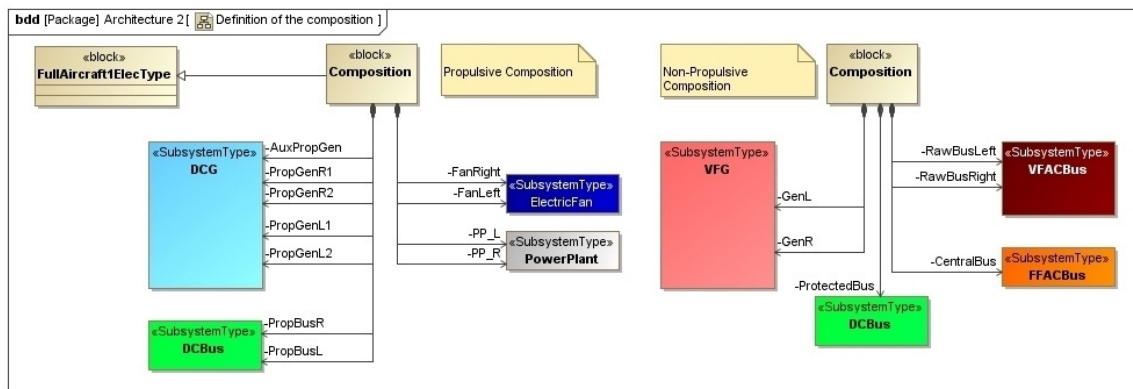 bdd [Package] Architecture 2[ Definition of the composition ]
«block»
FullAircraft1ElecType
«block»
Composition
Propulsive Composition
Non-Propulsive
Composition
«block»
Composition
«SubsystemType»
DCG
-AuxPropGen
-PropGenR1
-PropGenR2
-PropGenL1
-PropGenL2
-FanRight
-FanLeft
«SubsystemType»
ElectricFan
-PP_L
-PP_R
«SubsystemType»
PowerPlant
«SubsystemType»
DCBus
-PropBusR
-PropBusL
«SubsystemType»
VFG
-GenL
-GenR
-RawBusLeft
-RawBusRight
«SubsystemType»
VFACBus
-CentralBus
«SubsystemType»
FFACBus
-ProtectedBus
«SubsystemType»
DCBus